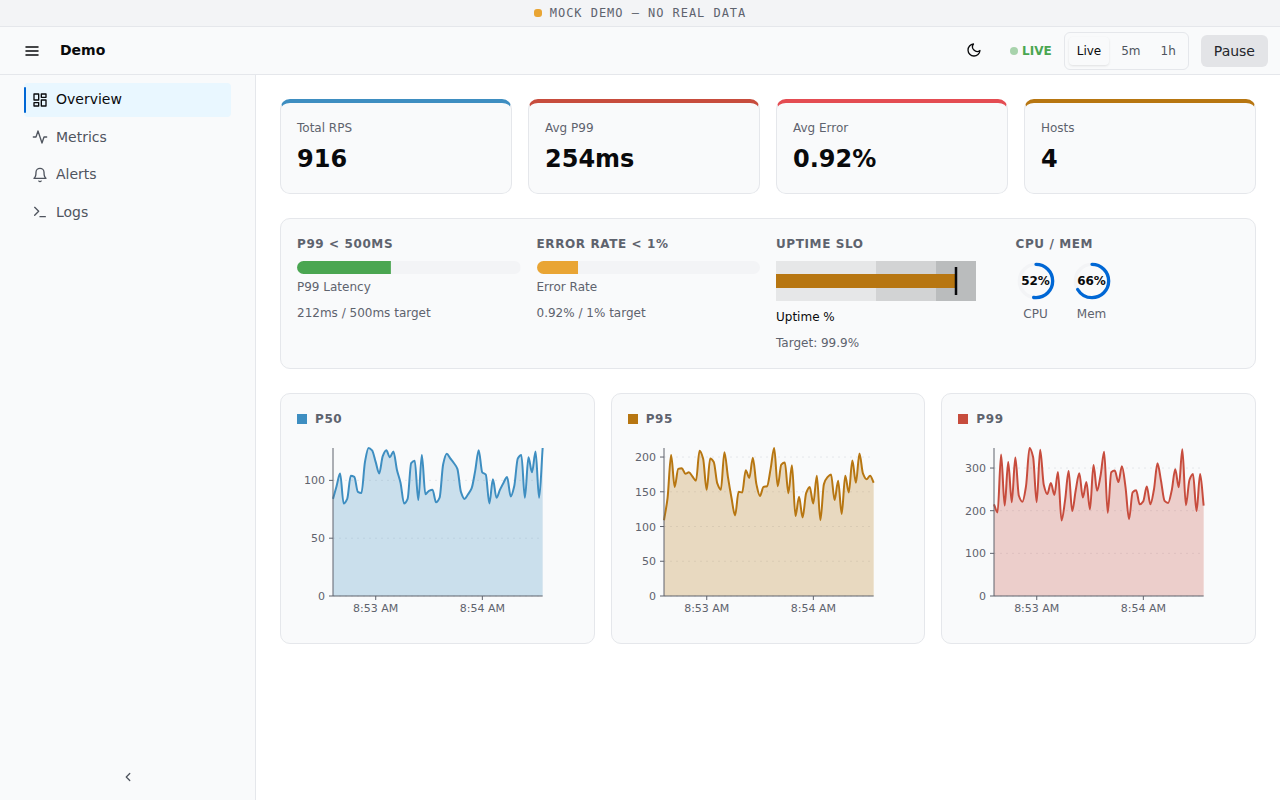 MOCK DEMO — NO REAL DATA
Demo
LIVE
Live
5m
1h
Pause
Overview
Metrics
Alerts
Logs
Total RPS
916
Avg P99
254ms
Avg Error
0.92%
Hosts
4
P99 < 500MS
P99 Latency
212ms / 500ms target
ERROR RATE < 1%
Error Rate
0.92% / 1% target
UPTIME SLO
Uptime %
Target: 99.9%
CPU / MEM
52%
CPU
66%
Mem
P50
100
50
0
8:53 AM
8:54 AM
P95
200
150
100
50
0
8:53 AM
8:54 AM
P99
300
200
100
0
8:53 AM
8:54 AM